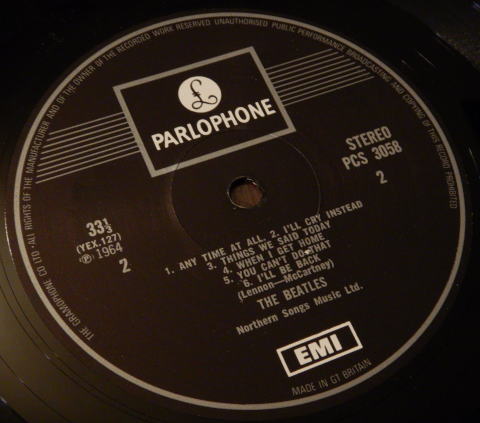 THE GRAMOPHONE CO LTD · ALL RIGHTS OF THE MANUFACTURER AND OF THE OWNER OF THE RECORDED WORK RESERVED UNAUTHORISED PUBLIC PERFORMANCE BROADCASTING AND COPYING OF THIS RECORD PROHIBITED
£
PARLOPHONE
STEREO
PCS 3058
2
33⅓
(YEX.127)
℗ 1964
2
1. ANY TIME AT ALL, 2. I'LL CRY INSTEAD
3. THINGS WE SAID TODAY
4. WHEN I GET HOME
5. YOU CAN'T DO THAT
6. I'LL BE BACK
(Lennon—McCartney)
THE BEATLES
Northern Songs Music Ltd.
EMI
MADE IN GT BRITAIN